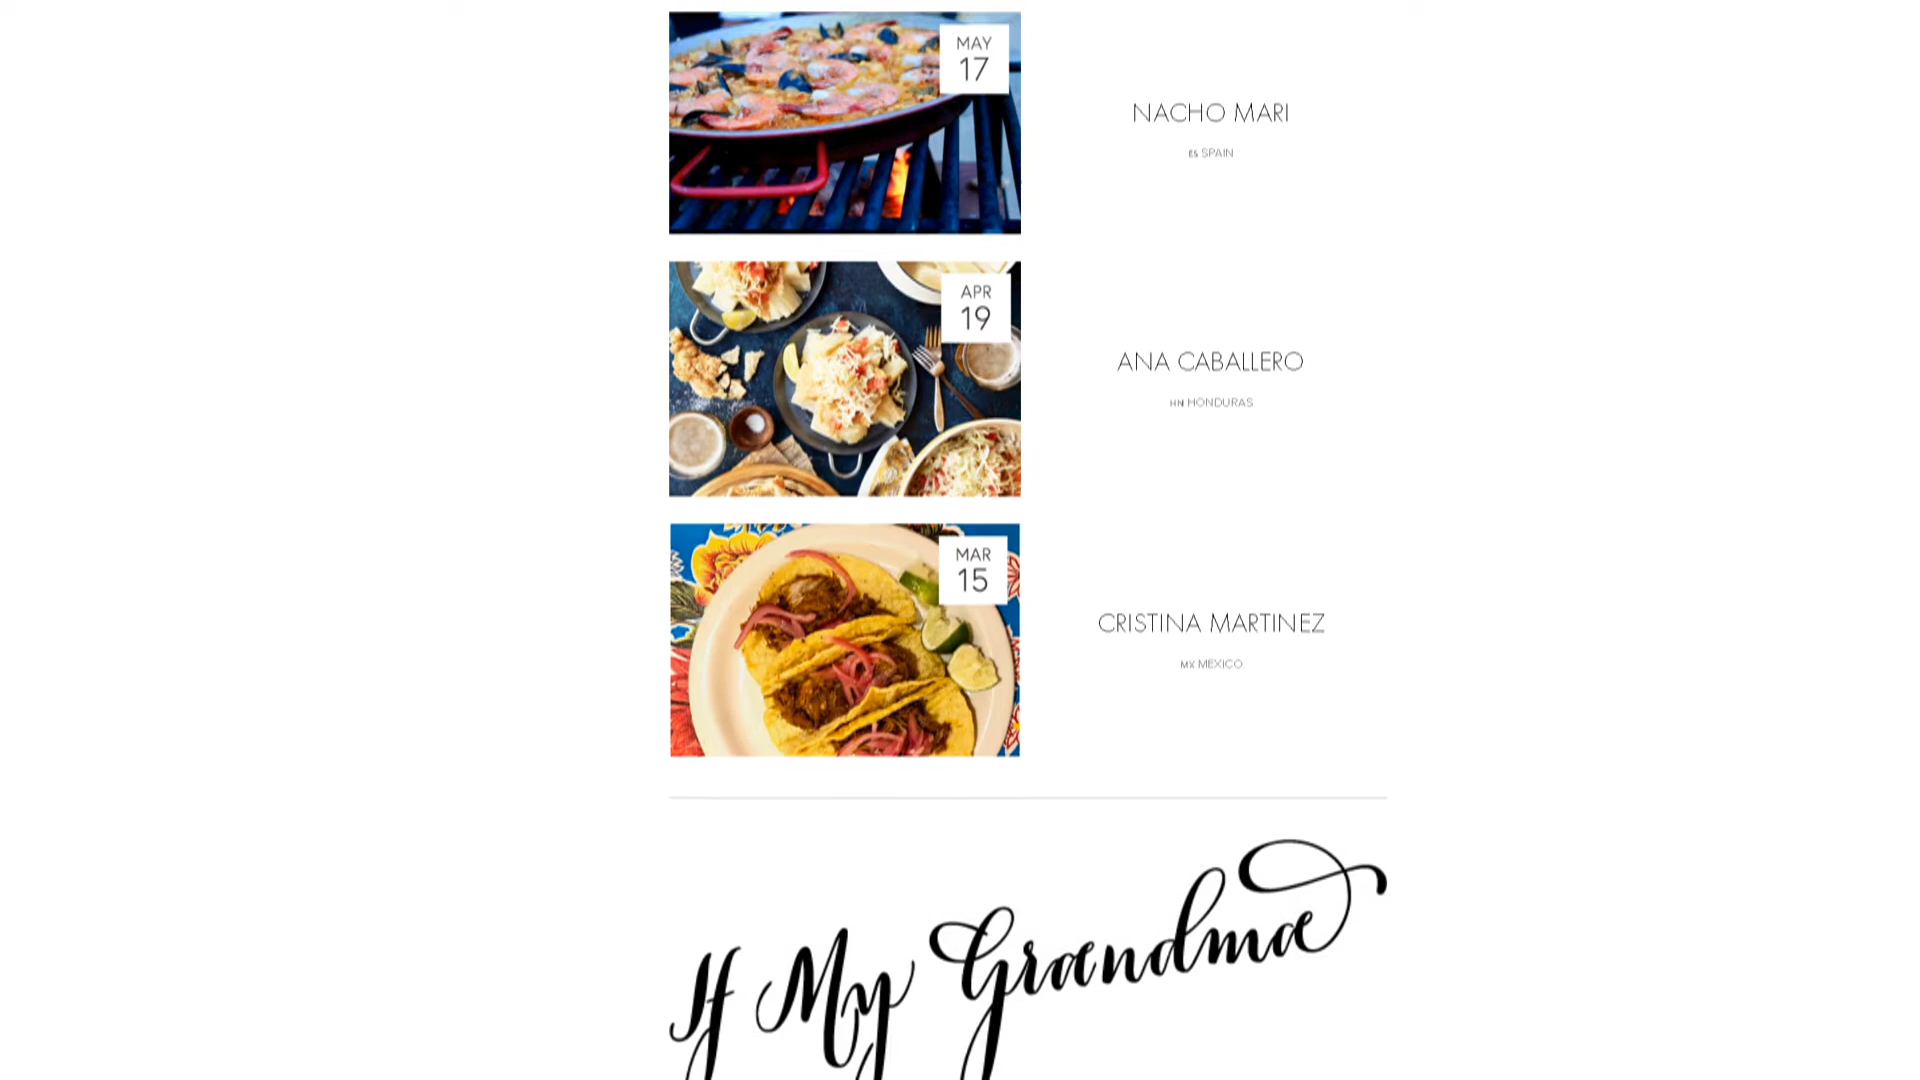 MAY
17
NACHO MARI
ES SPAIN
APR
19
ANA CABALLERO
HN HONDURAS
MAR
15
CRISTINA MARTINEZ
MX MEXICO
If My Grandma